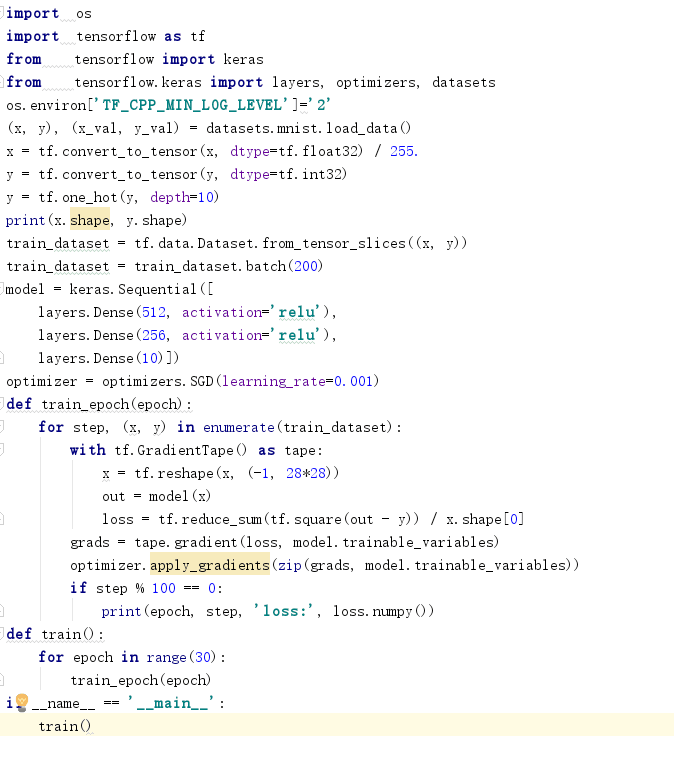 import os
import tensorflow as tf
from tensorflow import keras
from tensorflow.keras import layers, optimizers, datasets
os.environ['TF_CPP_MIN_LOG_LEVEL']='2'
(x, y), (x_val, y_val) = datasets.mnist.load_data()
x = tf.convert_to_tensor(x, dtype=tf.float32) / 255.
y = tf.convert_to_tensor(y, dtype=tf.int32)
y = tf.one_hot(y, depth=10)
print(x.shape, y.shape)
train_dataset = tf.data.Dataset.from_tensor_slices((x, y))
train_dataset = train_dataset.batch(200)
model = keras.Sequential([
    layers.Dense(512, activation='relu'),
    layers.Dense(256, activation='relu'),
    layers.Dense(10)])
optimizer = optimizers.SGD(learning_rate=0.001)
def train_epoch(epoch):
    for step, (x, y) in enumerate(train_dataset):
        with tf.GradientTape() as tape:
            x = tf.reshape(x, (-1, 28*28))
            out = model(x)
            loss = tf.reduce_sum(tf.square(out - y)) / x.shape[0]
        grads = tape.gradient(loss, model.trainable_variables)
        optimizer.apply_gradients(zip(grads, model.trainable_variables))
        if step % 100 == 0:
            print(epoch, step, 'loss:', loss.numpy())
def train():
    for epoch in range(30):
        train_epoch(epoch)
if __name__ == '__main__':
    train()